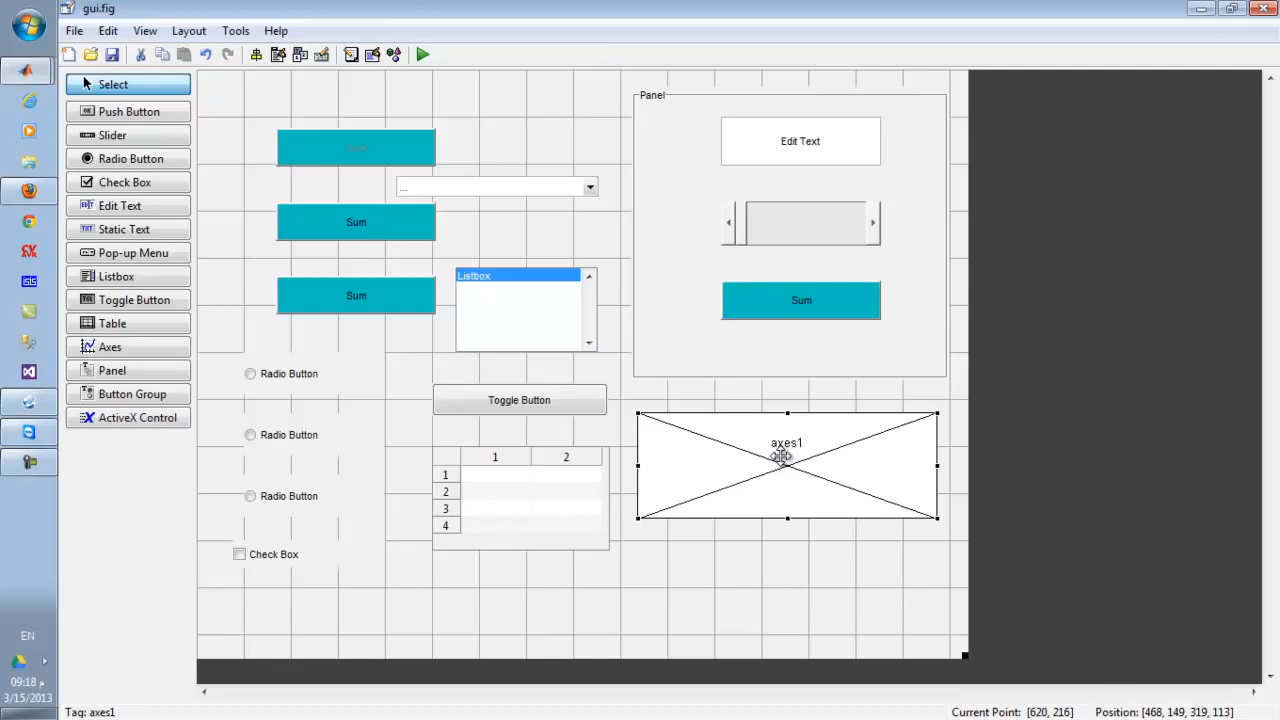 gui.fig
File Edit View Layout Tools Help
Select
Push Button
Slider
Radio Button
Check Box
Edit Text
Static Text
Pop-up Menu
Listbox
Toggle Button
Table
Axes
Panel
Button Group
ActiveX Control
Panel
Edit Text
...
Sum
Sum
Listbox
Sum
Radio Button
Toggle Button
Radio Button
axes1
1 2
1
2
3
4
Radio Button
Check Box
EN
09:18 م
3/15/2013
Tag: axes1
Current Point: [620, 216]
Position: [468, 149, 319, 113]